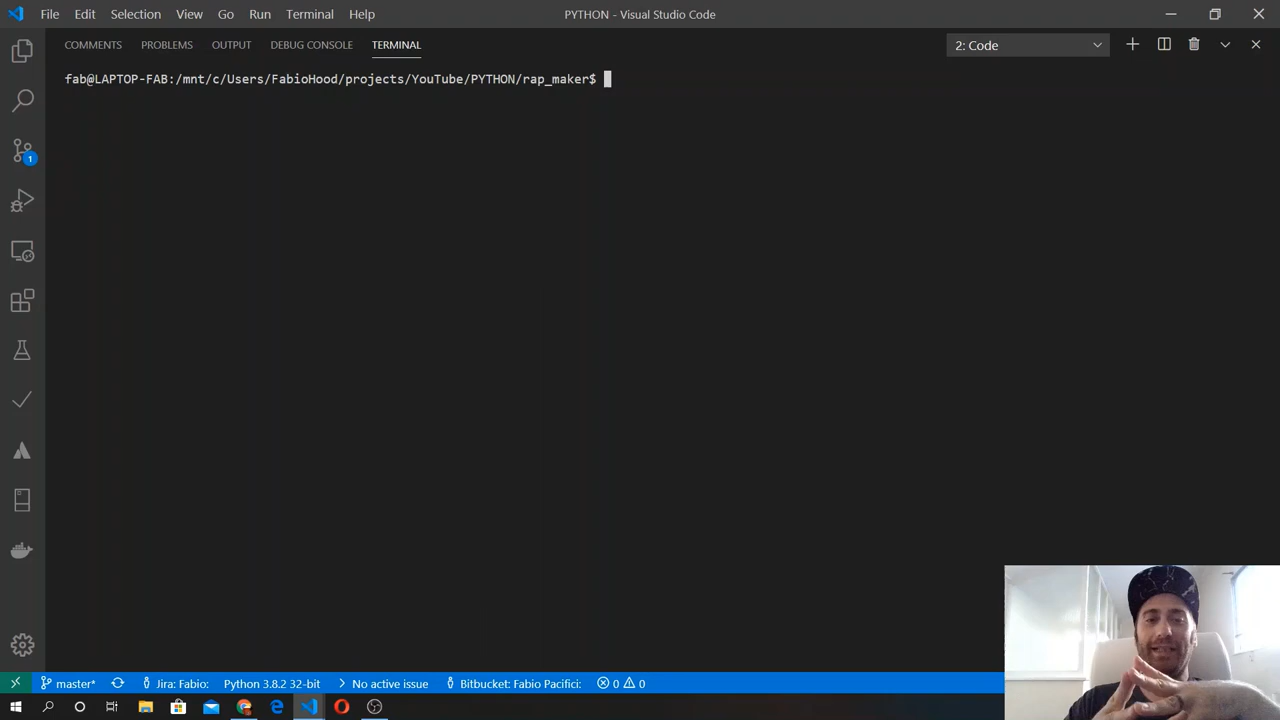 File Edit Selection View Go Run Terminal Help PYTHON - Visual Studio Code
COMMENTS PROBLEMS OUTPUT DEBUG CONSOLE TERMINAL 2: Code
fab@LAPTOP-FAB:/mnt/c/Users/FabioHood/projects/YouTube/PYTHON/rap_maker$
1
master* Jira: Fabio: Python 3.8.2 32-bit No active issue Bitbucket: Fabio Pacifici: 0 0